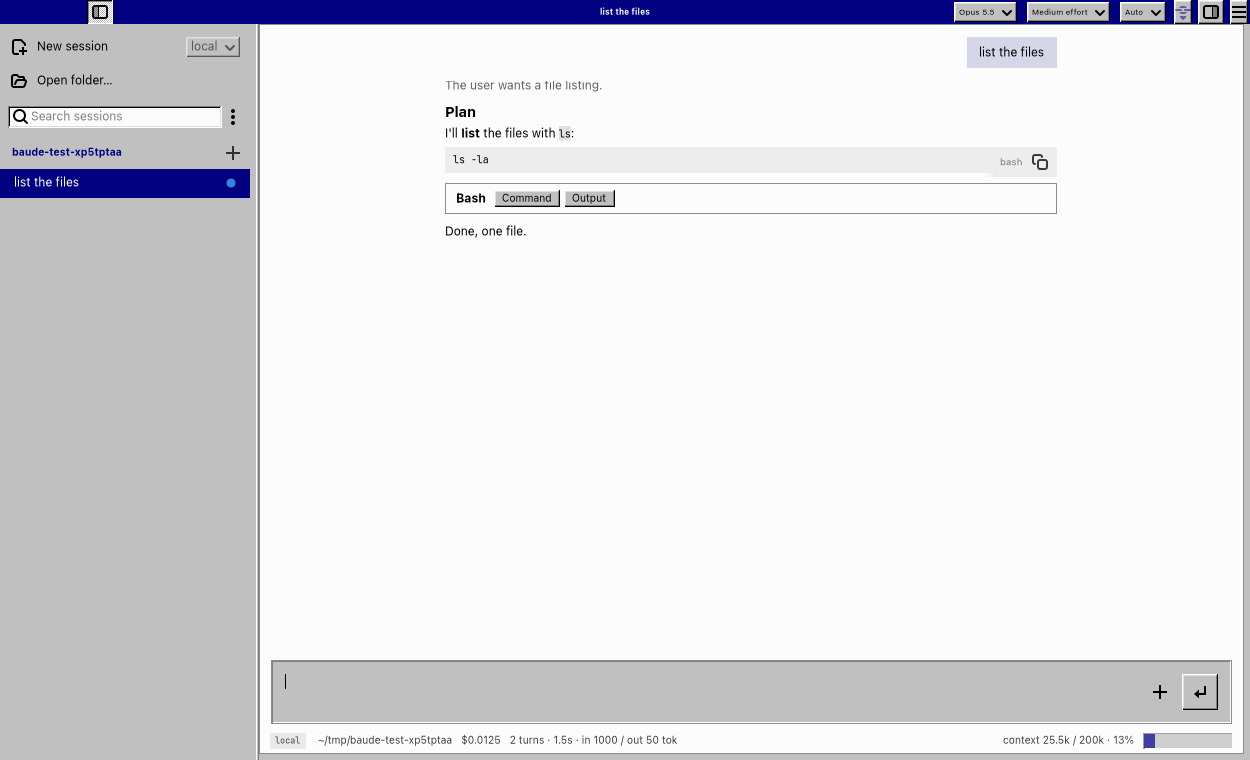 list the files
Opus 5.5
Medium effort
Auto
New session
local
Open folder...
Search sessions
baude-test-xp5tptaa
list the files
list the files
The user wants a file listing.
Plan
I'll list the files with ls:
ls -la
bash
Bash
Command
Output
Done, one file.
local
~/tmp/baude-test-xp5tptaa
$0.0125
2 turns · 1.5s · in 1000 / out 50 tok
context 25.5k / 200k · 13%